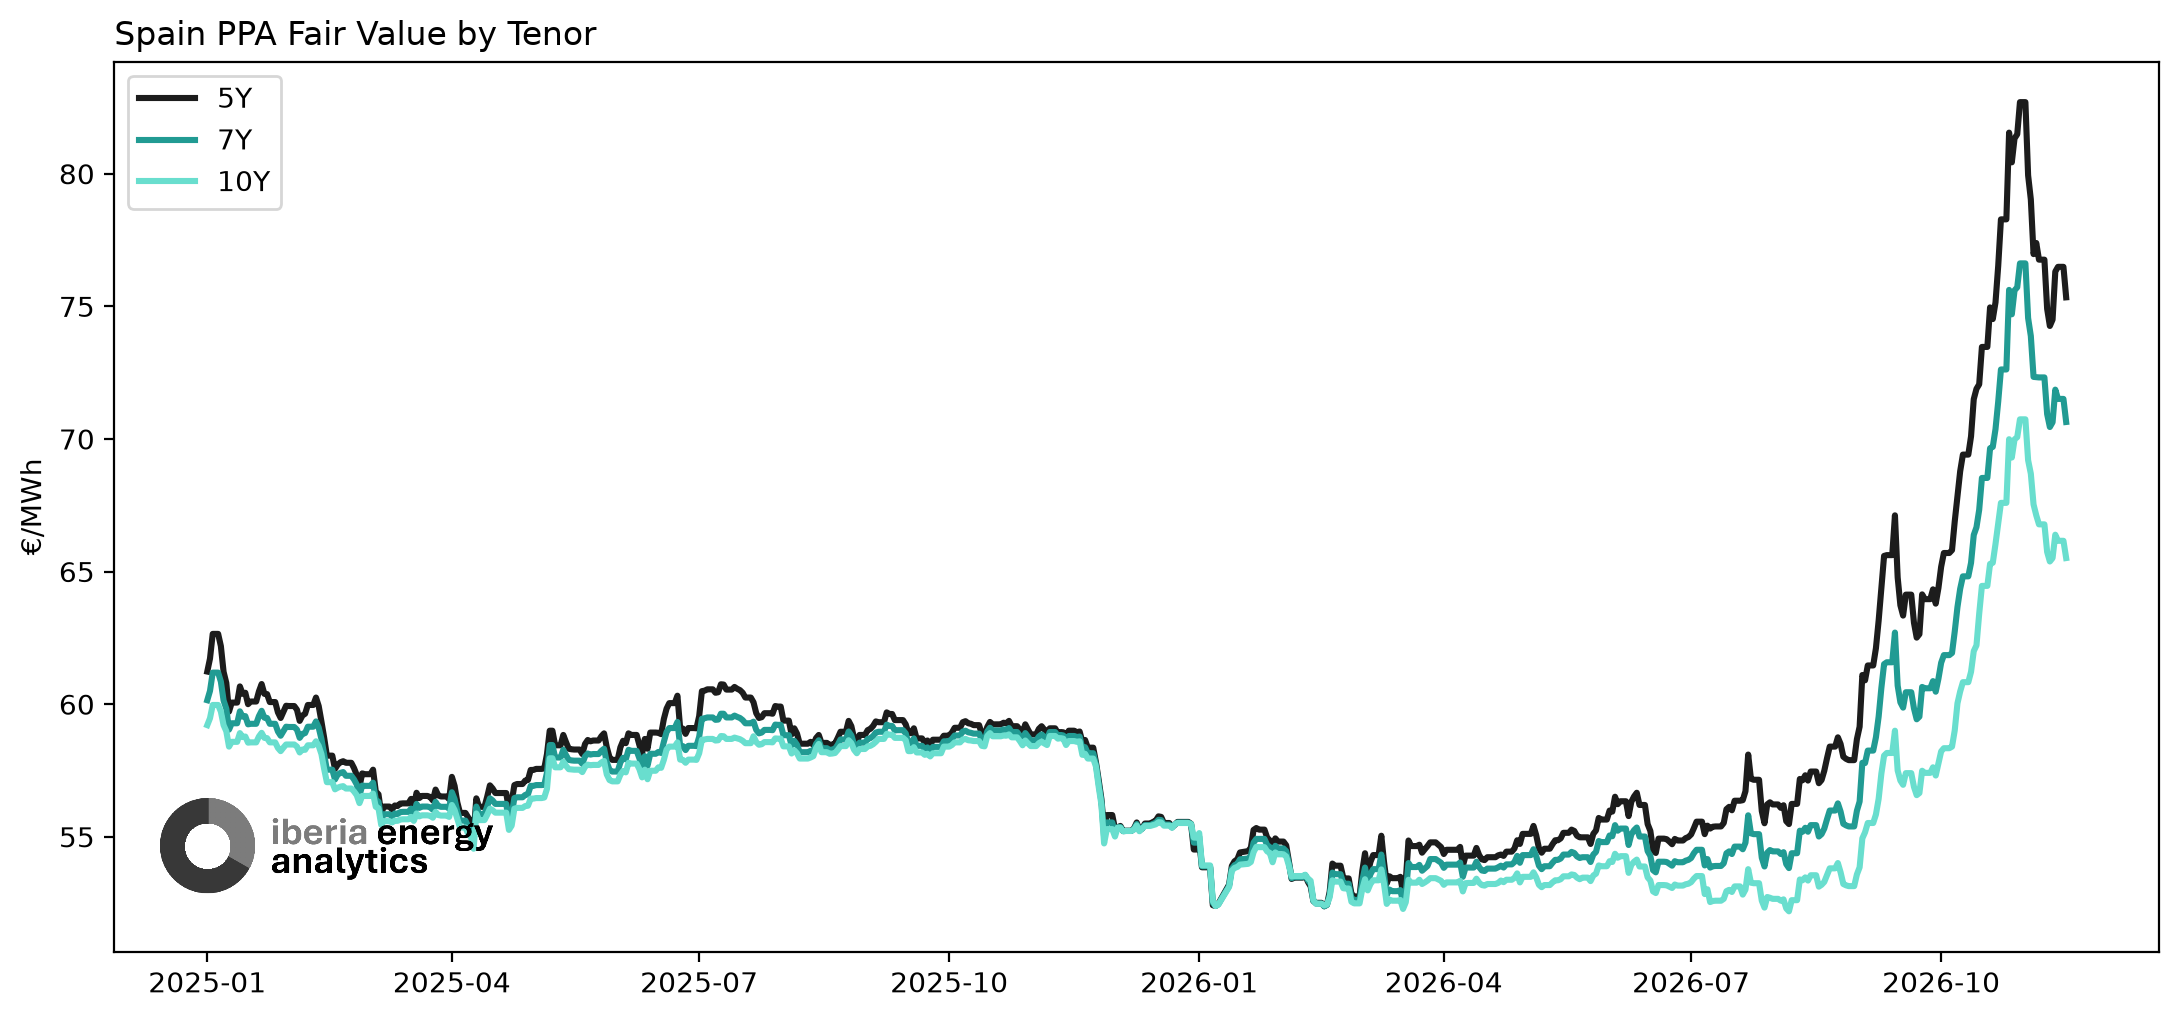 Spain PPA Fair Value by Tenor
5Y
7Y
10Y
€/MWh
80
75
70
65
60
55
iberia energy
analytics
2025-01
2025-04
2025-07
2025-10
2026-01
2026-04
2026-07
2026-10